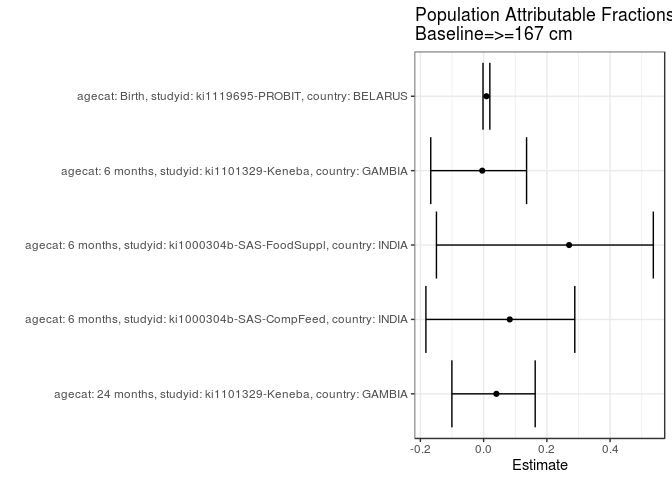 Population Attributable Fractions
Baseline=>=167 cm
agecat: Birth, studyid: ki1119695-PROBIT, country: BELARUS
agecat: 6 months, studyid: ki1101329-Keneba, country: GAMBIA
agecat: 6 months, studyid: ki1000304b-SAS-FoodSuppl, country: INDIA
agecat: 6 months, studyid: ki1000304b-SAS-CompFeed, country: INDIA
agecat: 24 months, studyid: ki1101329-Keneba, country: GAMBIA
-0.2 0.0 0.2 0.4
Estimate